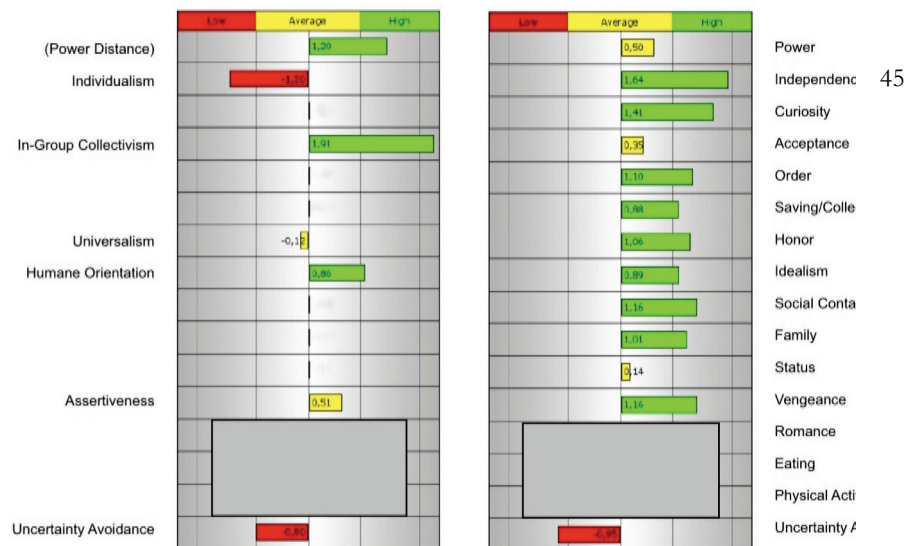 Low Average High Low Average High
(Power Distance) 1,20 0,50 Power
Individualism -1,20 1,64 Independenc 45
1,41 Curiosity
In-Group Collectivism 1,91 0,35 Acceptance
1,10 Order
0,88 Saving/Colle
Universalism -0,12 1,06 Honor
Humane Orientation 0,86 0,89 Idealism
1,16 Social Conta
1,01 Family
0,14 Status
Assertiveness 0,51 1,16 Vengeance
Romance
Eating
Physical Acti
Uncertainty Avoidance -0,80 -0,95 Uncertainty A